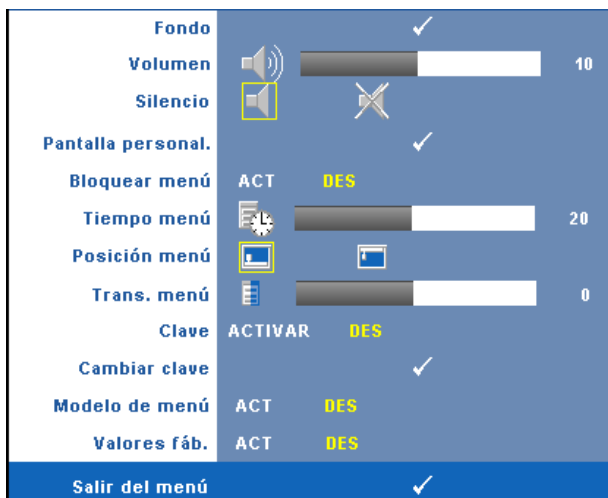 Fondo
Volumen 10
Silencio
Pantalla personal.
Bloquear menú ACT DES
Tiempo menú 20
Posición menú
Trans. menú 0
Clave ACTIVAR DES
Cambiar clave
Modelo de menú ACT DES
Valores fáb. ACT DES
Salir del menú